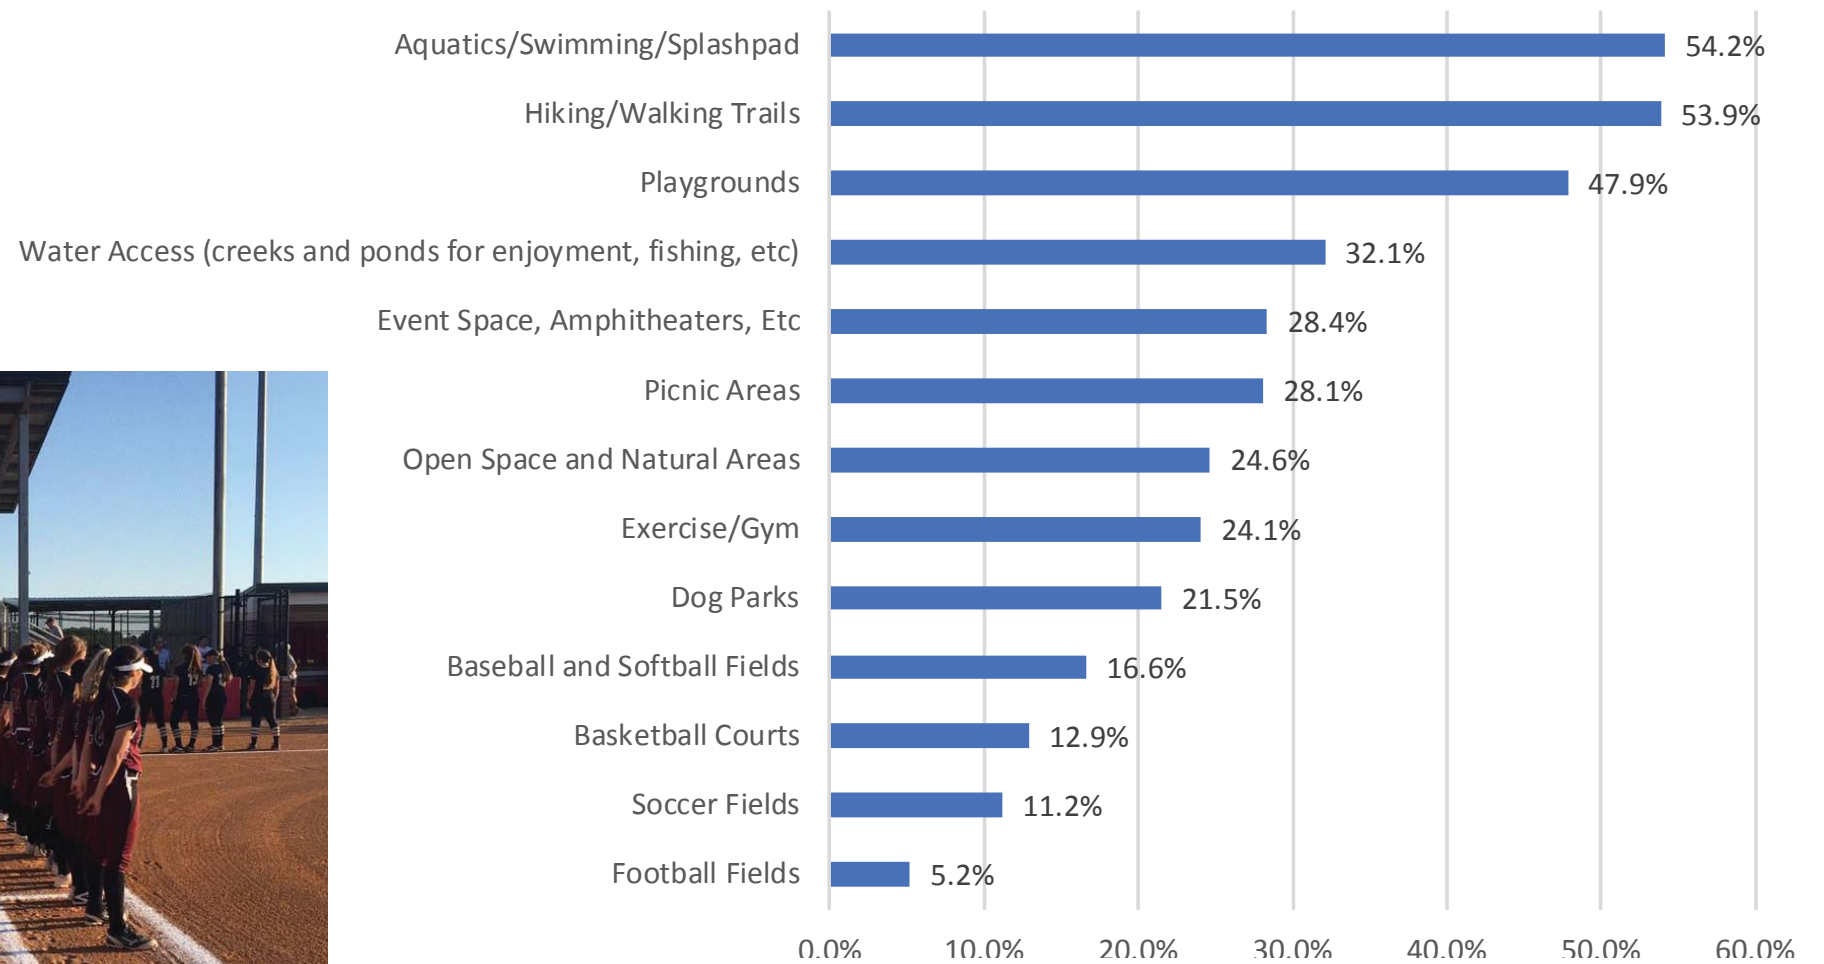 Aquatics/Swimming/Splashpad 54.2%
Hiking/Walking Trails 53.9%
Playgrounds 47.9%
Water Access (creeks and ponds for enjoyment, fishing, etc) 32.1%
Event Space, Amphitheaters, Etc 28.4%
Picnic Areas 28.1%
Open Space and Natural Areas 24.6%
Exercise/Gym 24.1%
Dog Parks 21.5%
Baseball and Softball Fields 16.6%
Basketball Courts 12.9%
Soccer Fields 11.2%
Football Fields 5.2%
0.0% 10.0% 20.0% 30.0% 40.0% 50.0% 60.0%